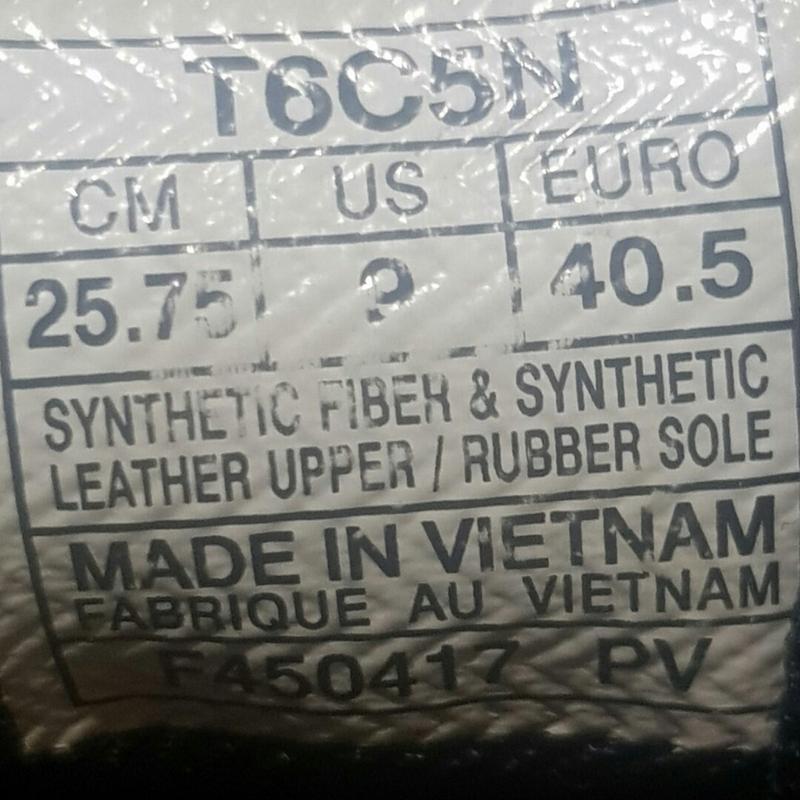 T6C5N
CM US EURO
25.75 9 40.5
SYNTHETIC FIBER & SYNTHETIC
LEATHER UPPER / RUBBER SOLE
MADE IN VIETNAM
FABRIQUE AU VIETNAM
F450417 PV